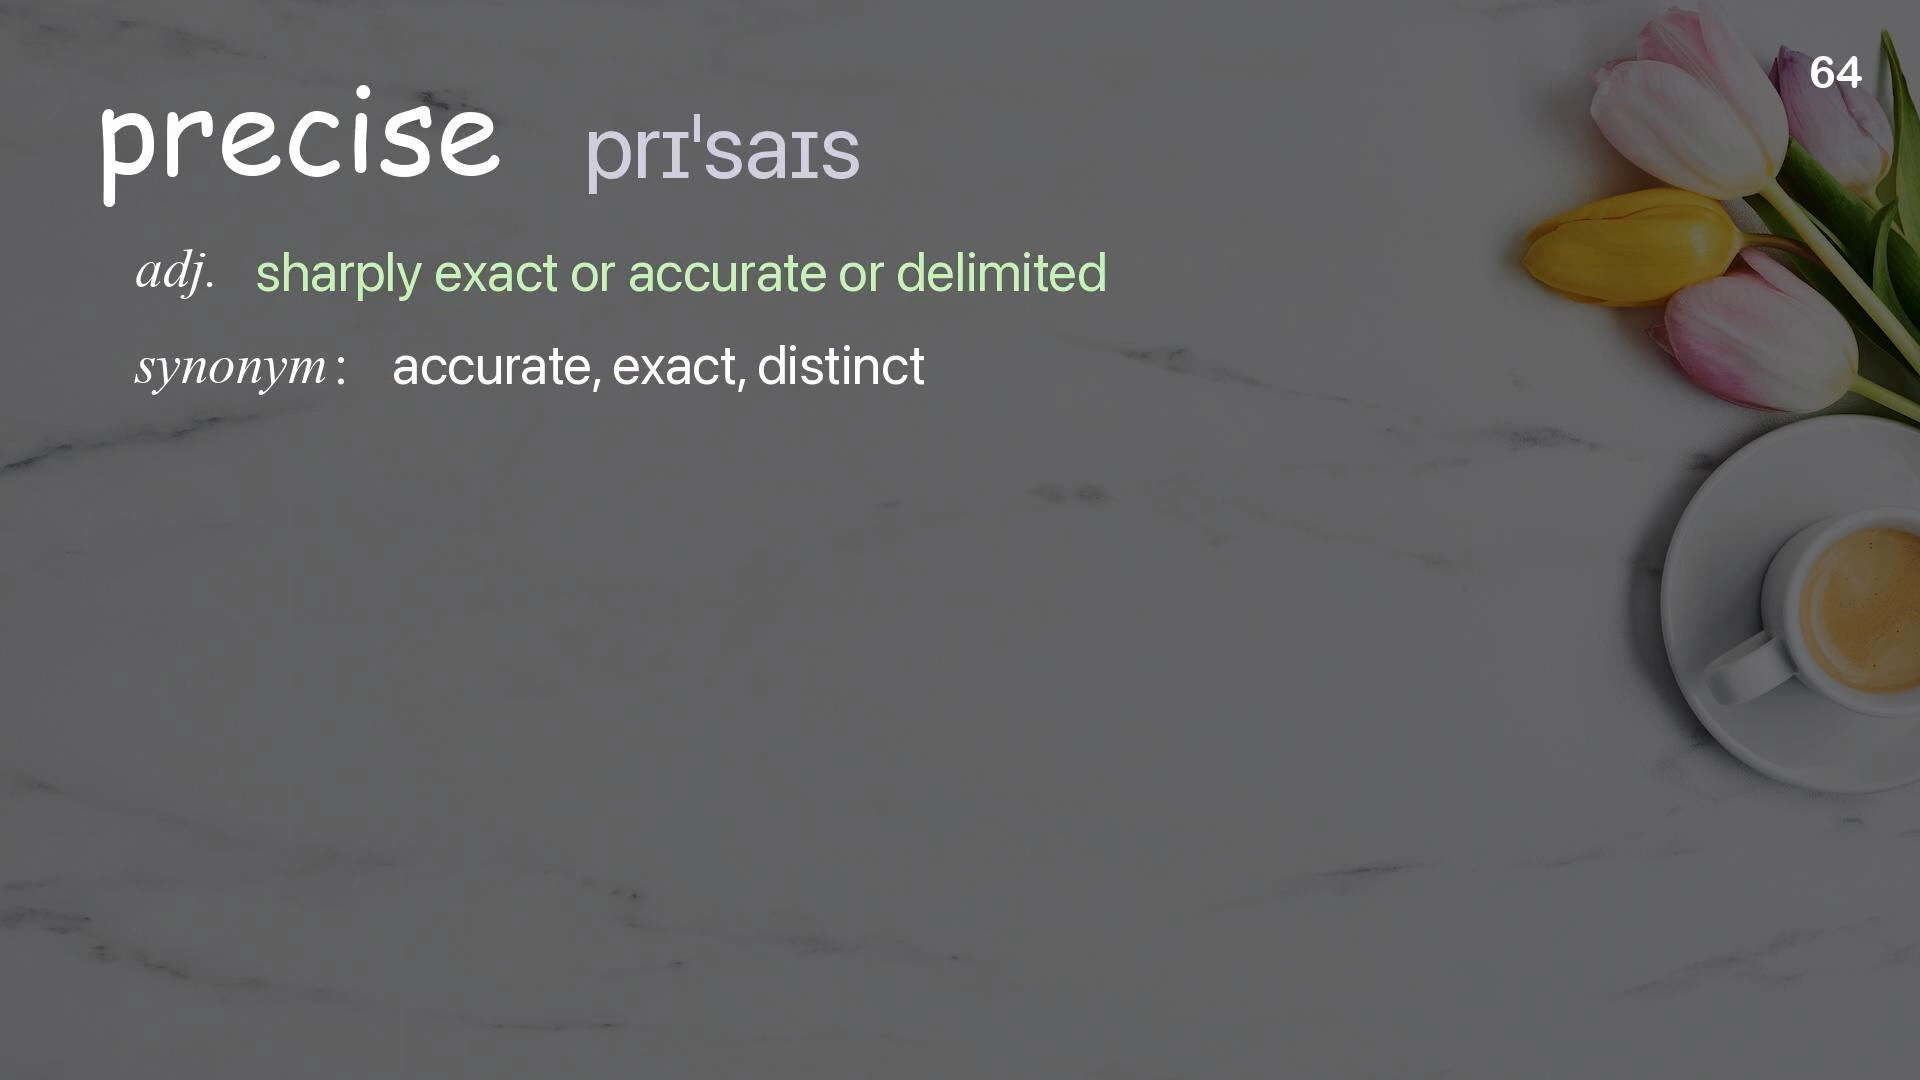 64
precise prɪˈsaɪs
adj. sharply exact or accurate or delimited
synonym: accurate, exact, distinct